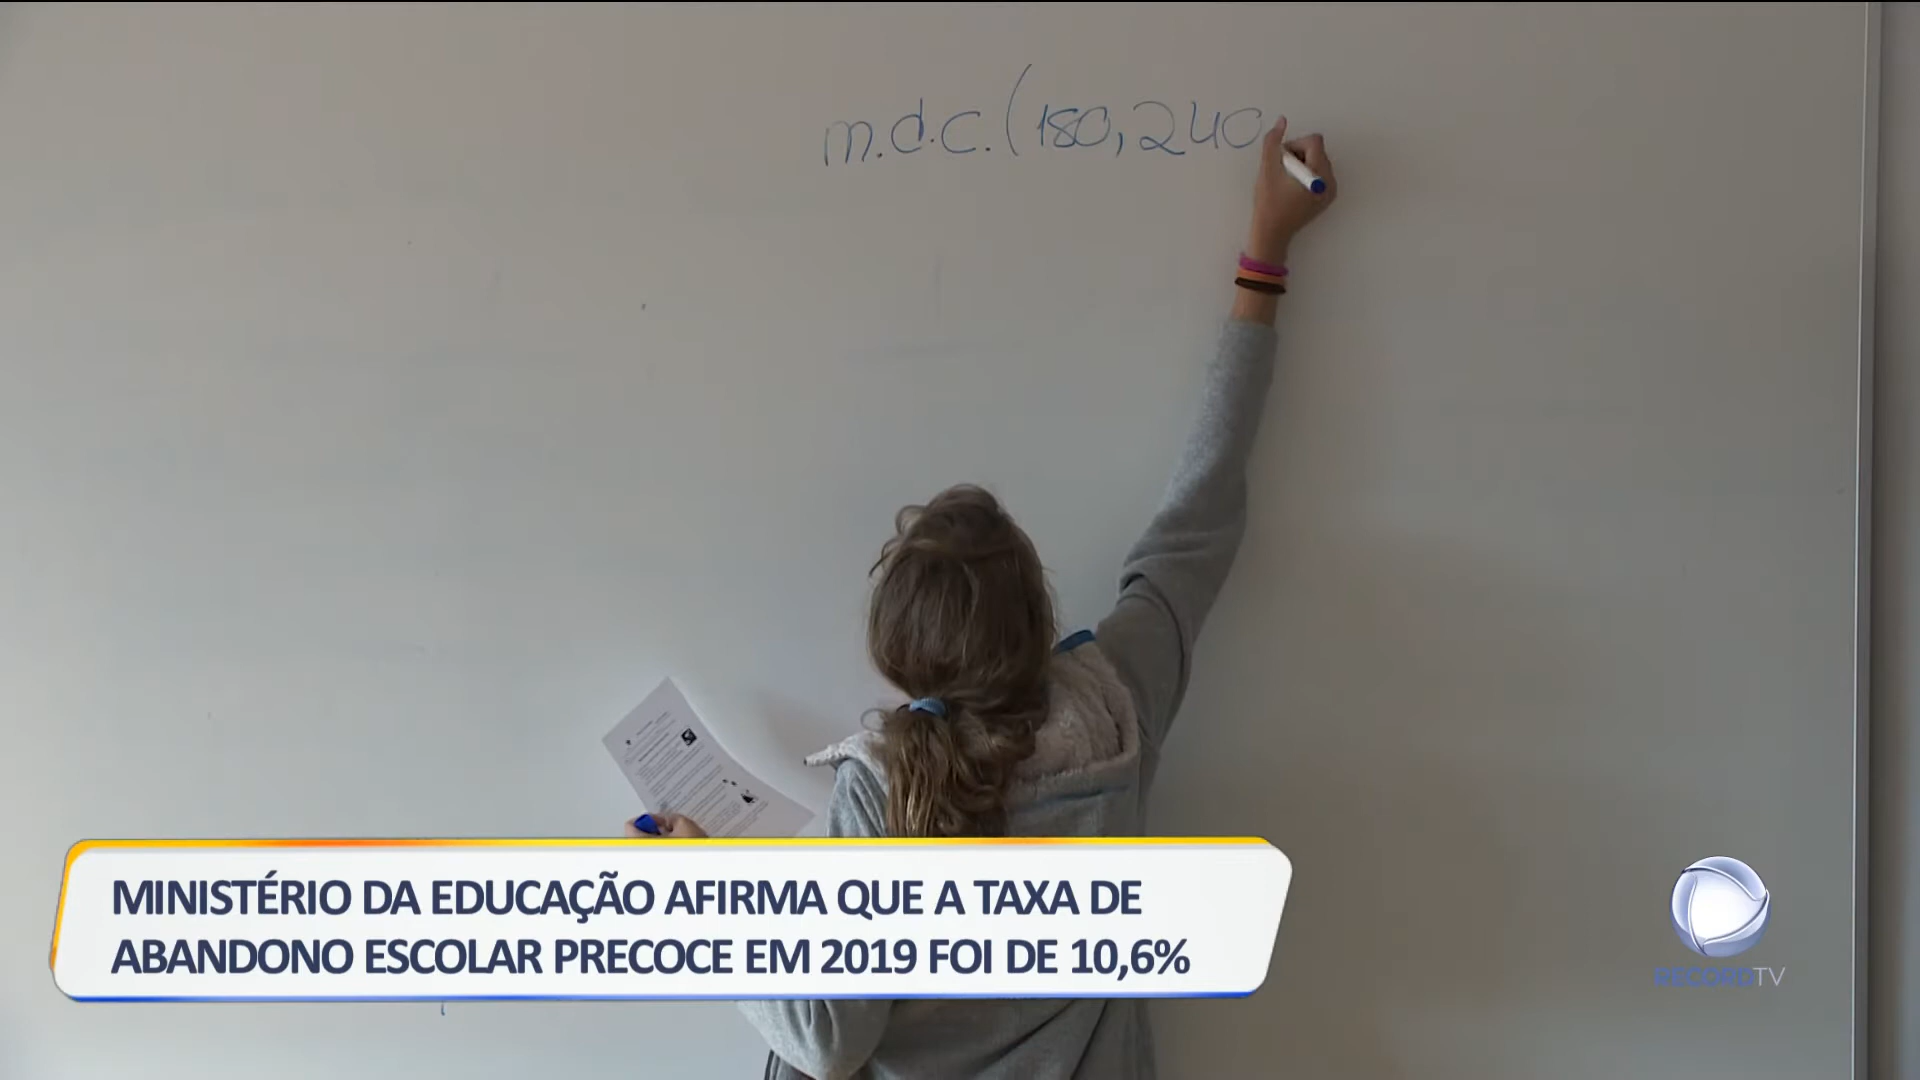 m.d.c.(180,240
MINISTÉRIO DA EDUCAÇÃO AFIRMA QUE A TAXA DE
ABANDONO ESCOLAR PRECOCE EM 2019 FOI DE 10,6%
RECORDTV